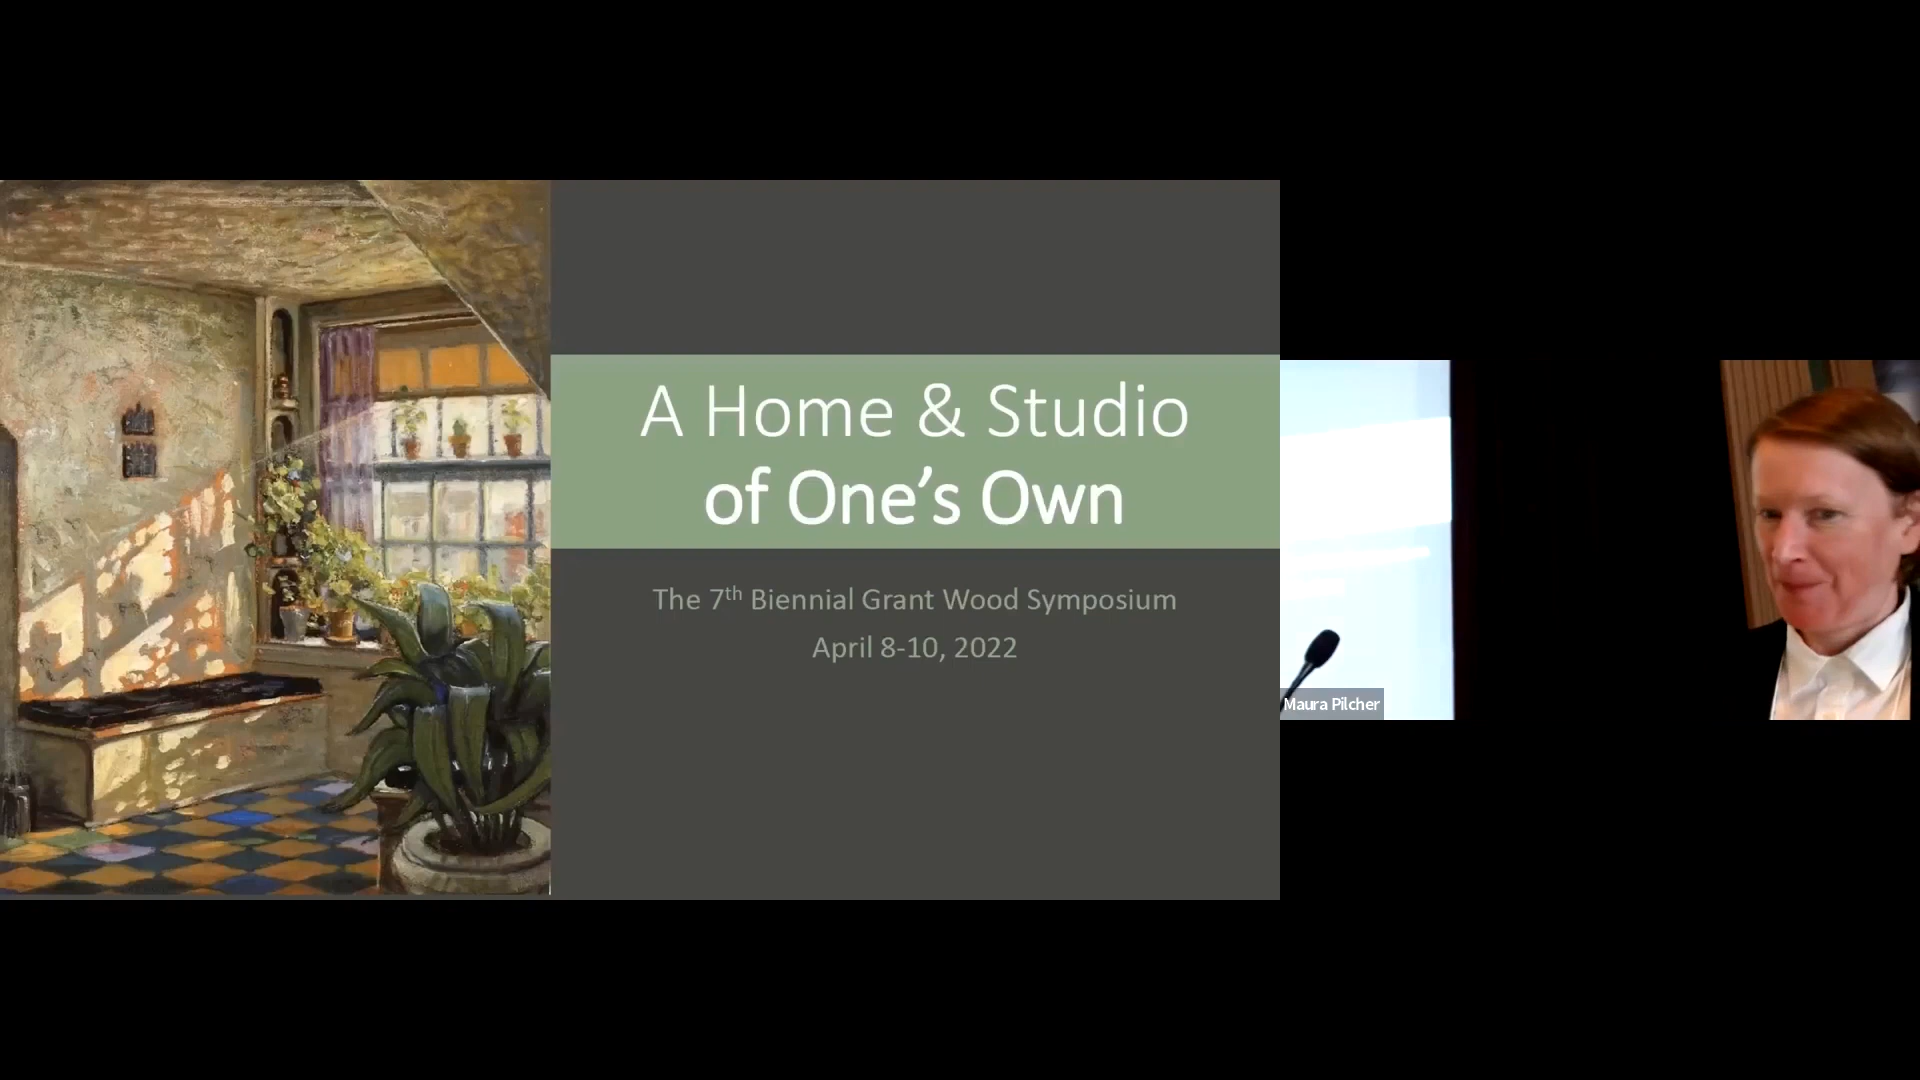 A Home & Studio
of One’s Own
The 7th Biennial Grant Wood Symposium
April 8-10, 2022
Maura Pilcher